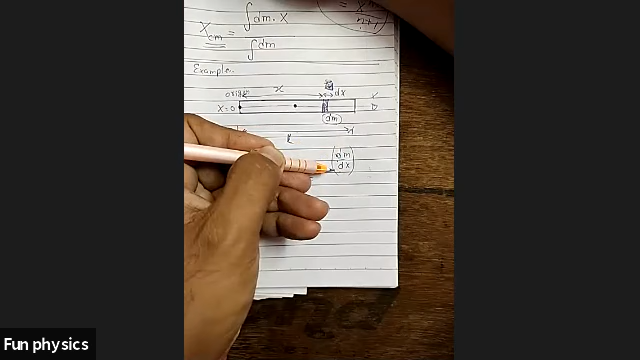 ∫dm. X
X_cm =
∫dm
Example.
x
dx
origin
X=0
dm
l
dm
dx
Fun physics